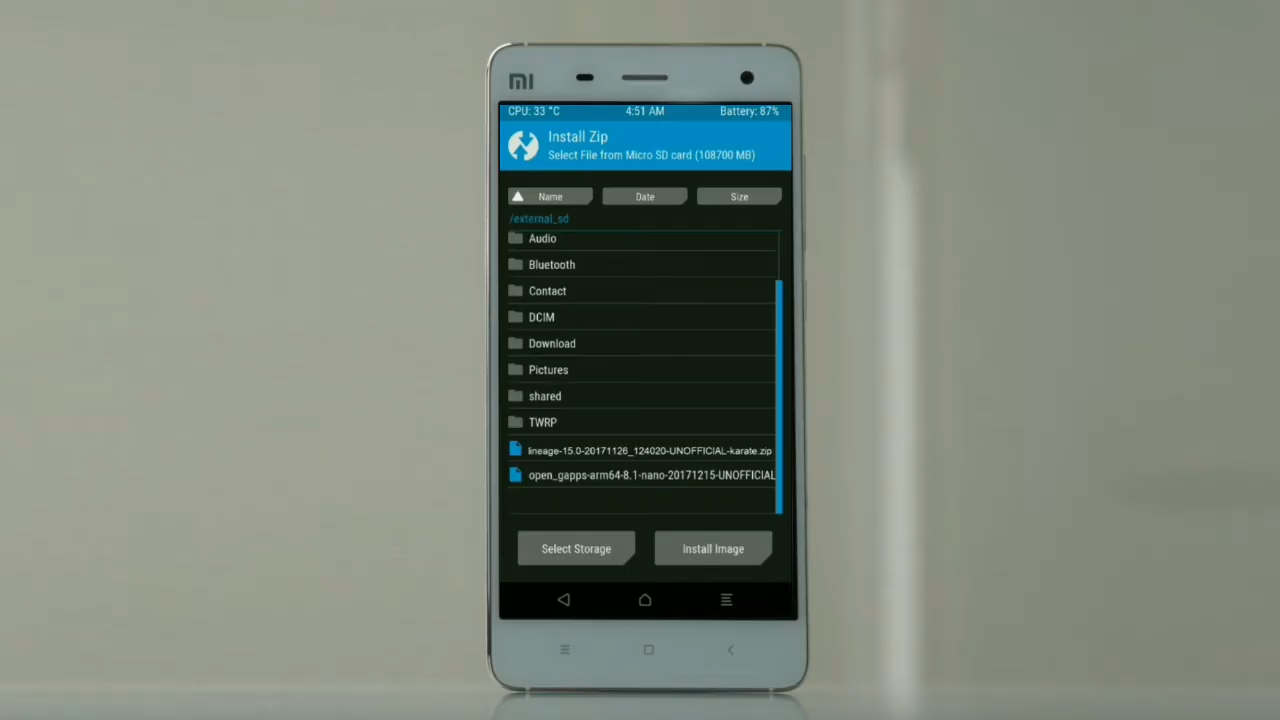 MI
CPU: 33 °C 4:51 AM Battery: 87%
Install Zip
Select File from Micro SD card (108700 MB)
Name Date Size
/external_sd
Audio
Bluetooth
Contact
DCIM
Download
Pictures
shared
TWRP
lineage-15.0-20171126_124020-UNOFFICIAL-karate.zip
open_gapps-arm64-8.1-nano-20171215-UNOFFICIAL
Select Storage Install Image